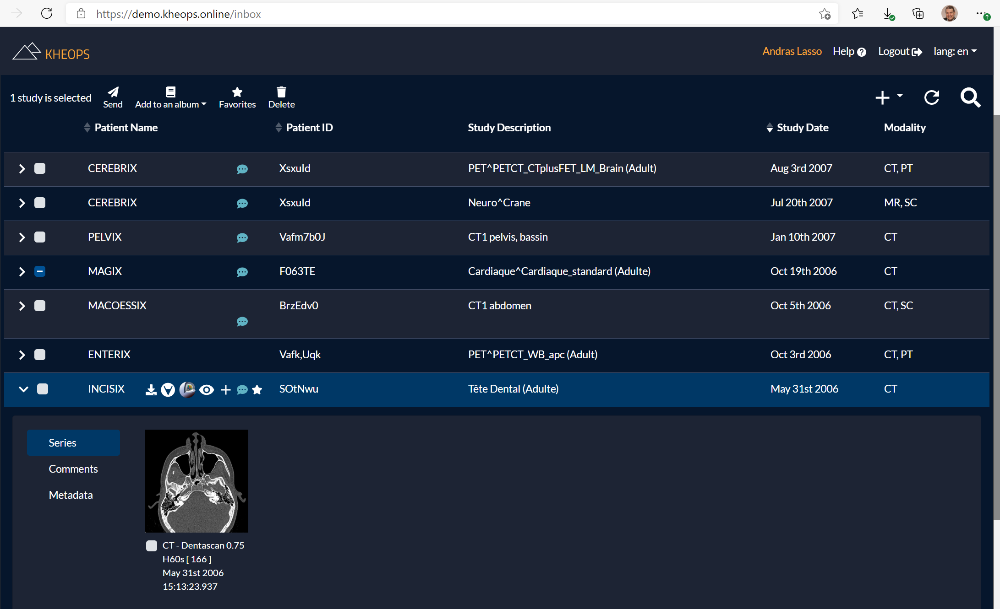 https://demo.kheops.online/inbox
KHEOPS
Andras Lasso Help Logout lang: en
1 study is selected Send Add to an album Favorites Delete
Patient Name Patient ID Study Description Study Date Modality
CEREBRIX XsxuId PET^PETCT_CTplusFET_LM_Brain (Adult) Aug 3rd 2007 CT, PT
CEREBRIX XsxuId Neuro^Crane Jul 20th 2007 MR, SC
PELVIX Vafm7b0J CT1 pelvis, bassin Jan 10th 2007 CT
MAGIX F063TE Cardiaque^Cardiaque_standard (Adulte) Oct 19th 2006 CT
MACOESSIX BrzEdv0 CT1 abdomen Oct 5th 2006 CT, SC
ENTERIX Vafk,Uqk PET^PETCT_WB_apc (Adult) Oct 3rd 2006 CT, PT
INCISIX SOtNwu Tête Dental (Adulte) May 31st 2006 CT
Series
Comments
Metadata
CT - Dentascan 0.75
H60s [ 166 ]
May 31st 2006
15:13:23.937